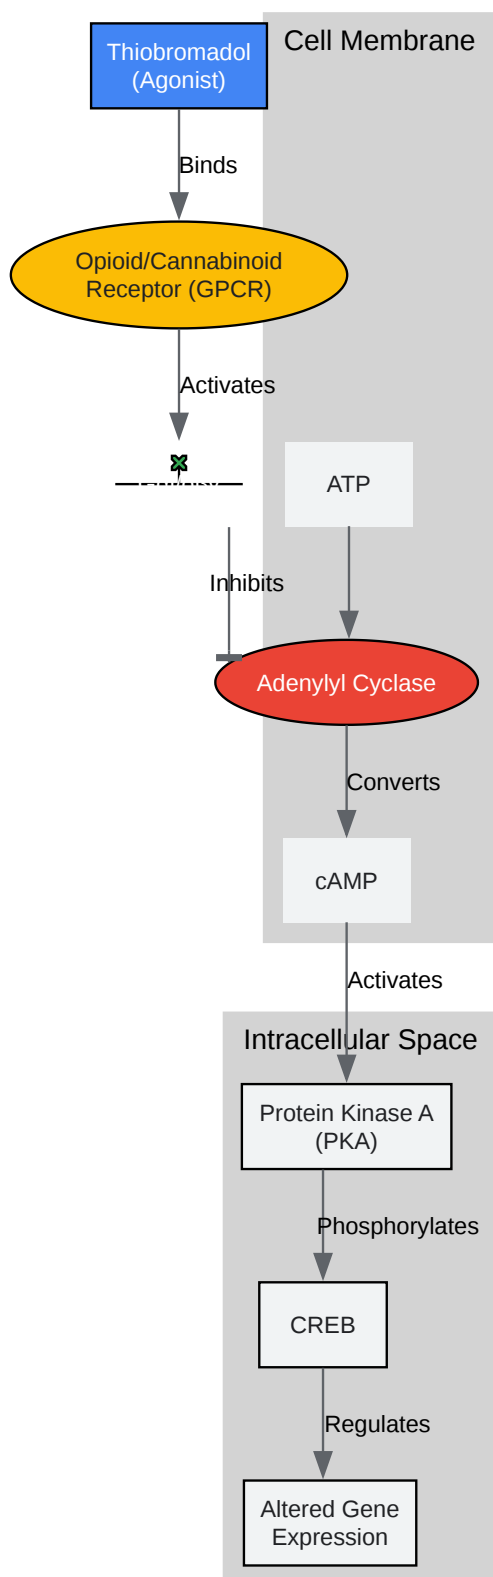 Cell Membrane
Thiobromadol
(Agonist)
Binds
Opioid/Cannabinoid
Receptor (GPCR)
Activates
ATP
Inhibits
Adenylyl Cyclase
Converts
cAMP
Activates
Intracellular Space
Protein Kinase A
(PKA)
Phosphorylates
CREB
Regulates
Altered Gene
Expression